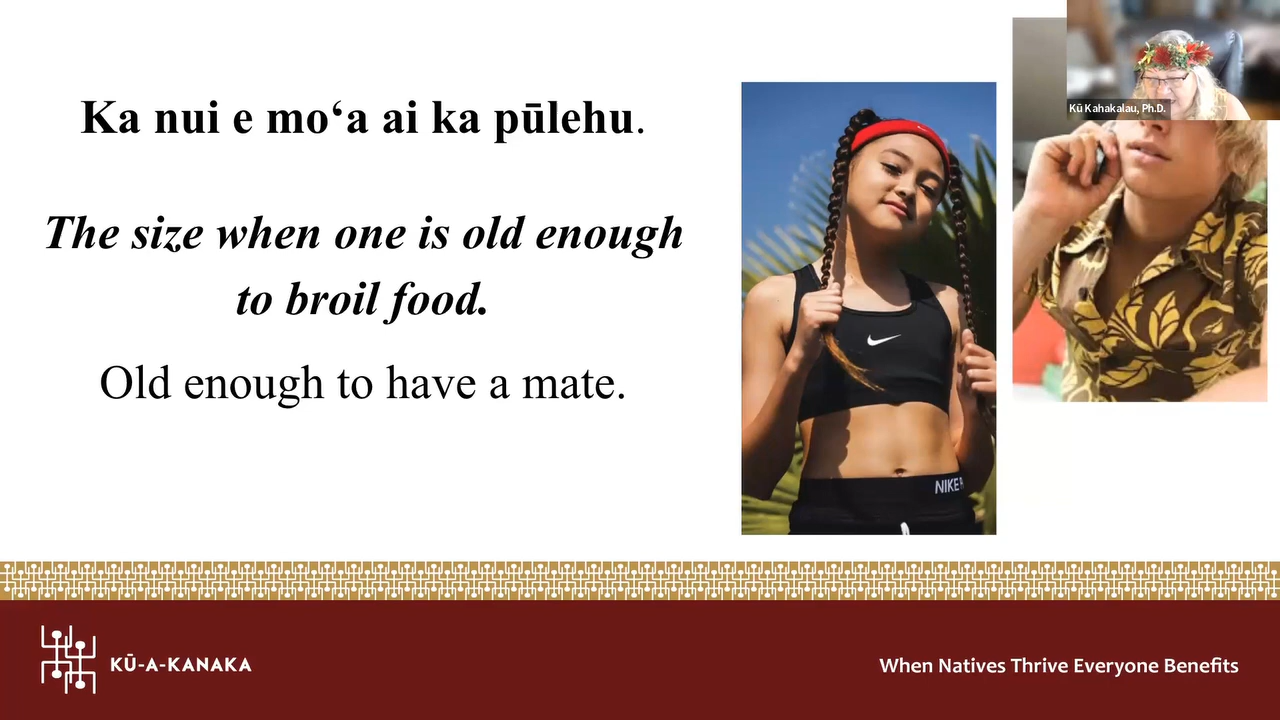 Ka nui e moʻa ai ka pūlehu.
The size when one is old enough
to broil food.
Old enough to have a mate.
Kū Kahakalau, Ph.D.
NIKE
KŪ-A-KANAKA
When Natives Thrive Everyone Benefits